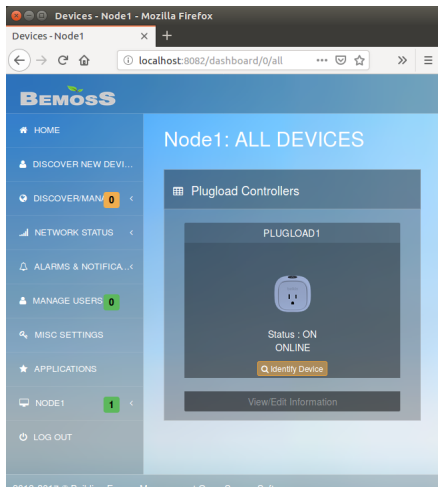 Devices - Node1 - Mozilla Firefox
Devices - Node1
localhost:8082/dashboard/0/all
BEMOSS
HOME
DISCOVER NEW DEVI...
DISCOVER/MAN 0
NETWORK STATUS
ALARMS & NOTIFICA...
MANAGE USERS 0
MISC SETTINGS
APPLICATIONS
NODE1 1
LOG OUT
Node1: ALL DEVICES
Plugload Controllers
PLUGLOAD1
Status : ON
ONLINE
Identify Device
View/Edit Information